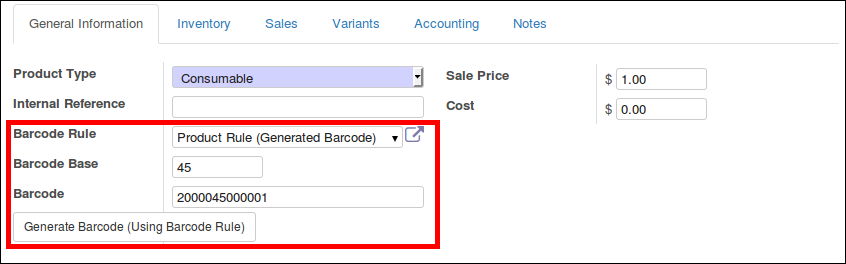 General Information Inventory Sales Variants Accounting Notes
Product Type Consumable Sale Price $ 1.00
Internal Reference Cost $ 0.00
Barcode Rule Product Rule (Generated Barcode)
Barcode Base 45
Barcode 2000045000001
Generate Barcode (Using Barcode Rule)